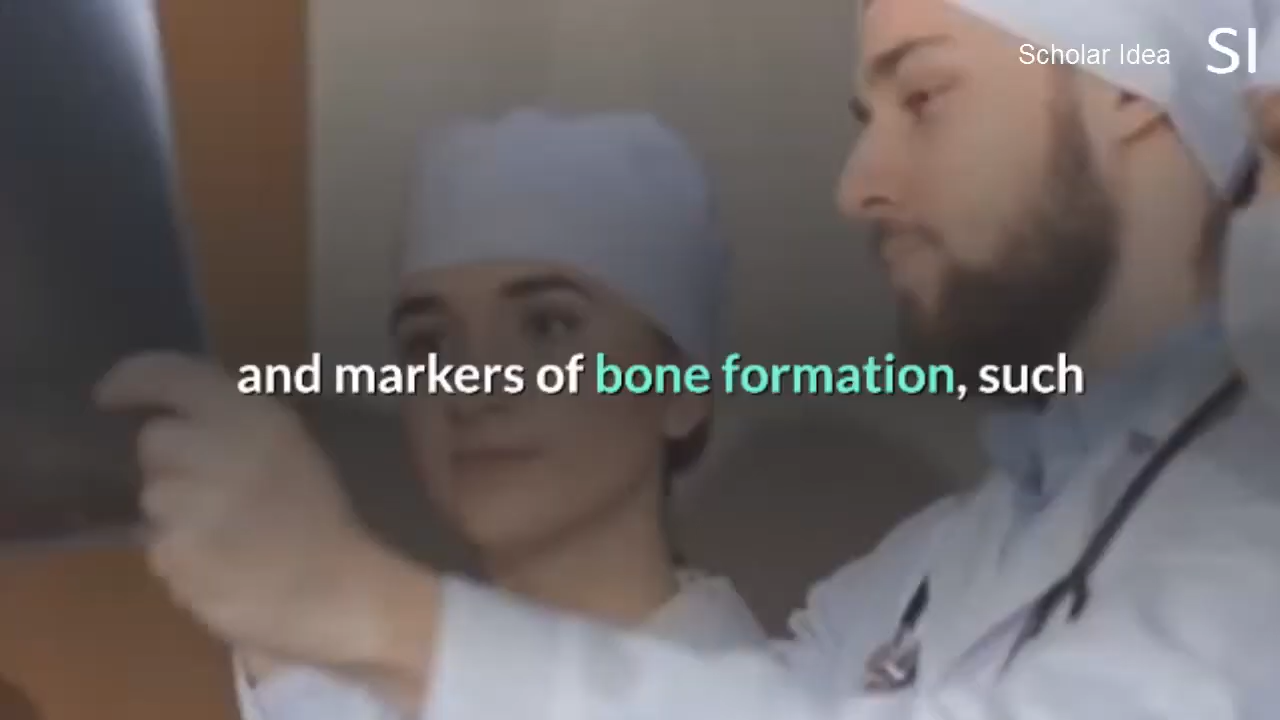 Scholar Idea SI
and markers of bone formation, such